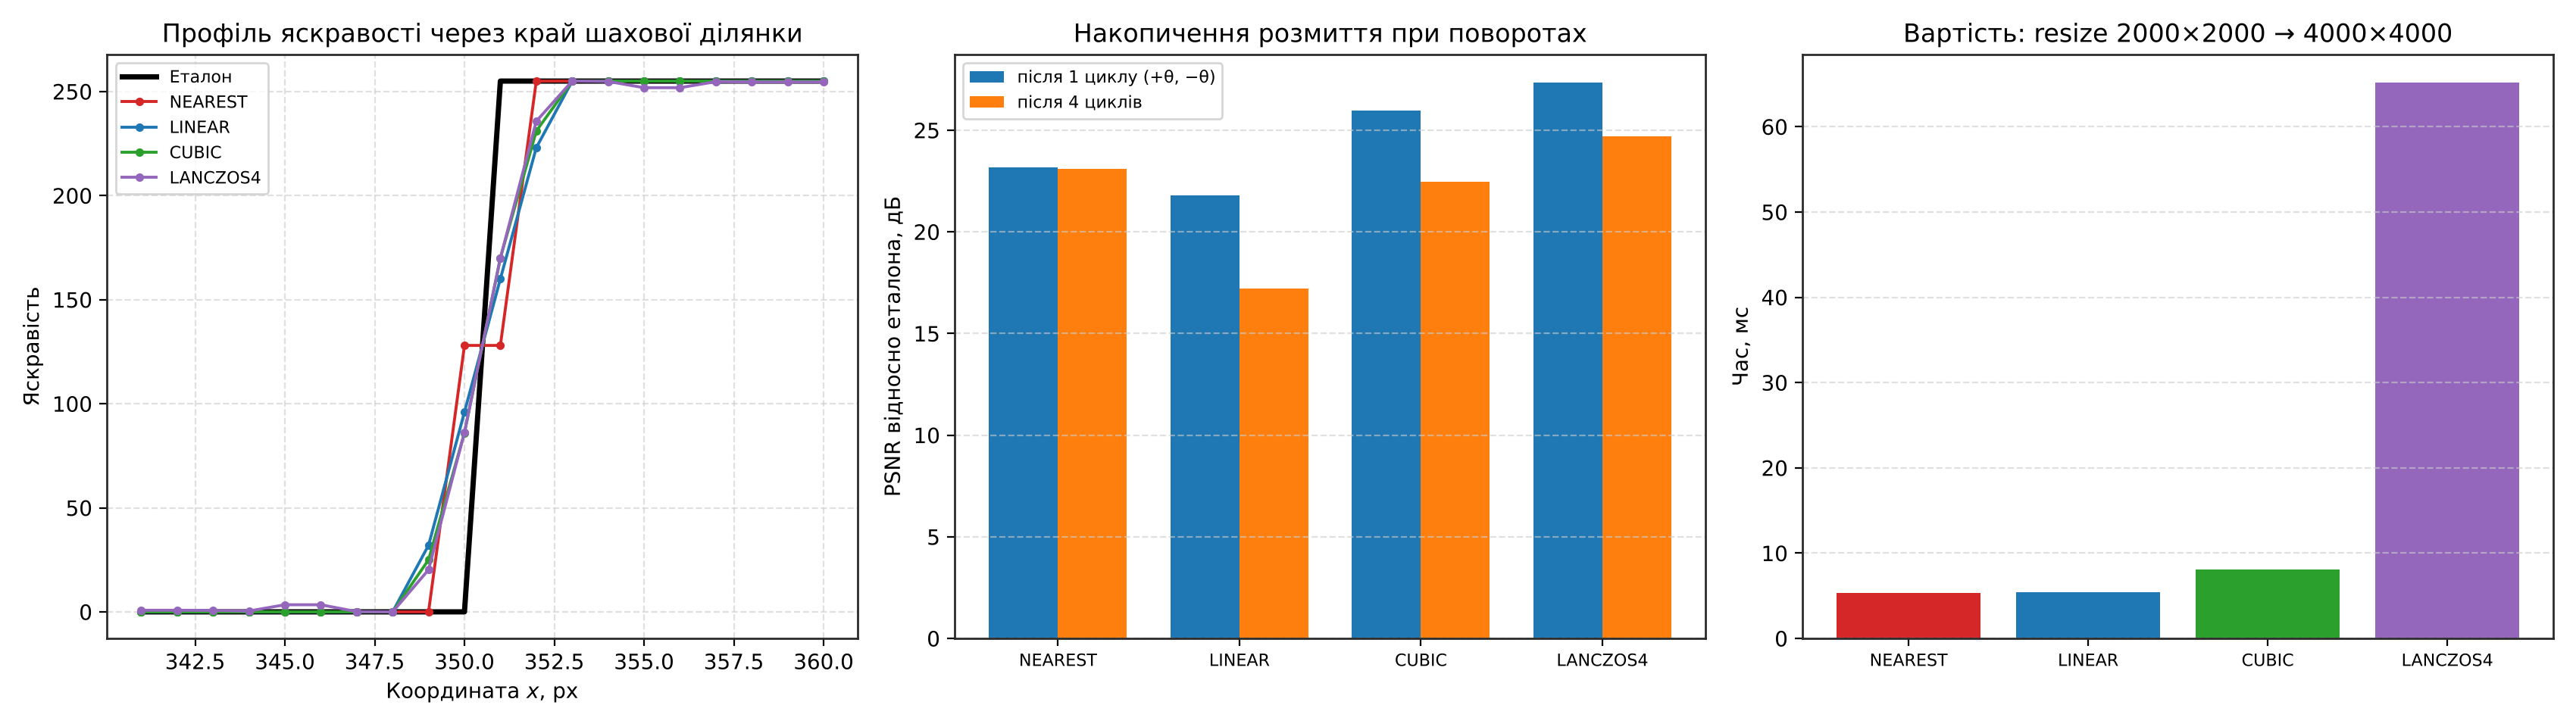 Профіль яскравості через край шахової ділянки
Еталон
NEAREST
LINEAR
CUBIC
LANCZOS4
Яскравість
250
200
150
100
50
0
342.5 345.0 347.5 350.0 352.5 355.0 357.5 360.0
Координата x, px
Накопичення розмиття при поворотах
після 1 циклу (+θ, −θ)
після 4 циклів
PSNR відносно еталона, дБ
25
20
15
10
5
0
NEAREST LINEAR CUBIC LANCZOS4
Вартість: resize 2000×2000 → 4000×4000
Час, мс
60
50
40
30
20
10
0
NEAREST LINEAR CUBIC LANCZOS4